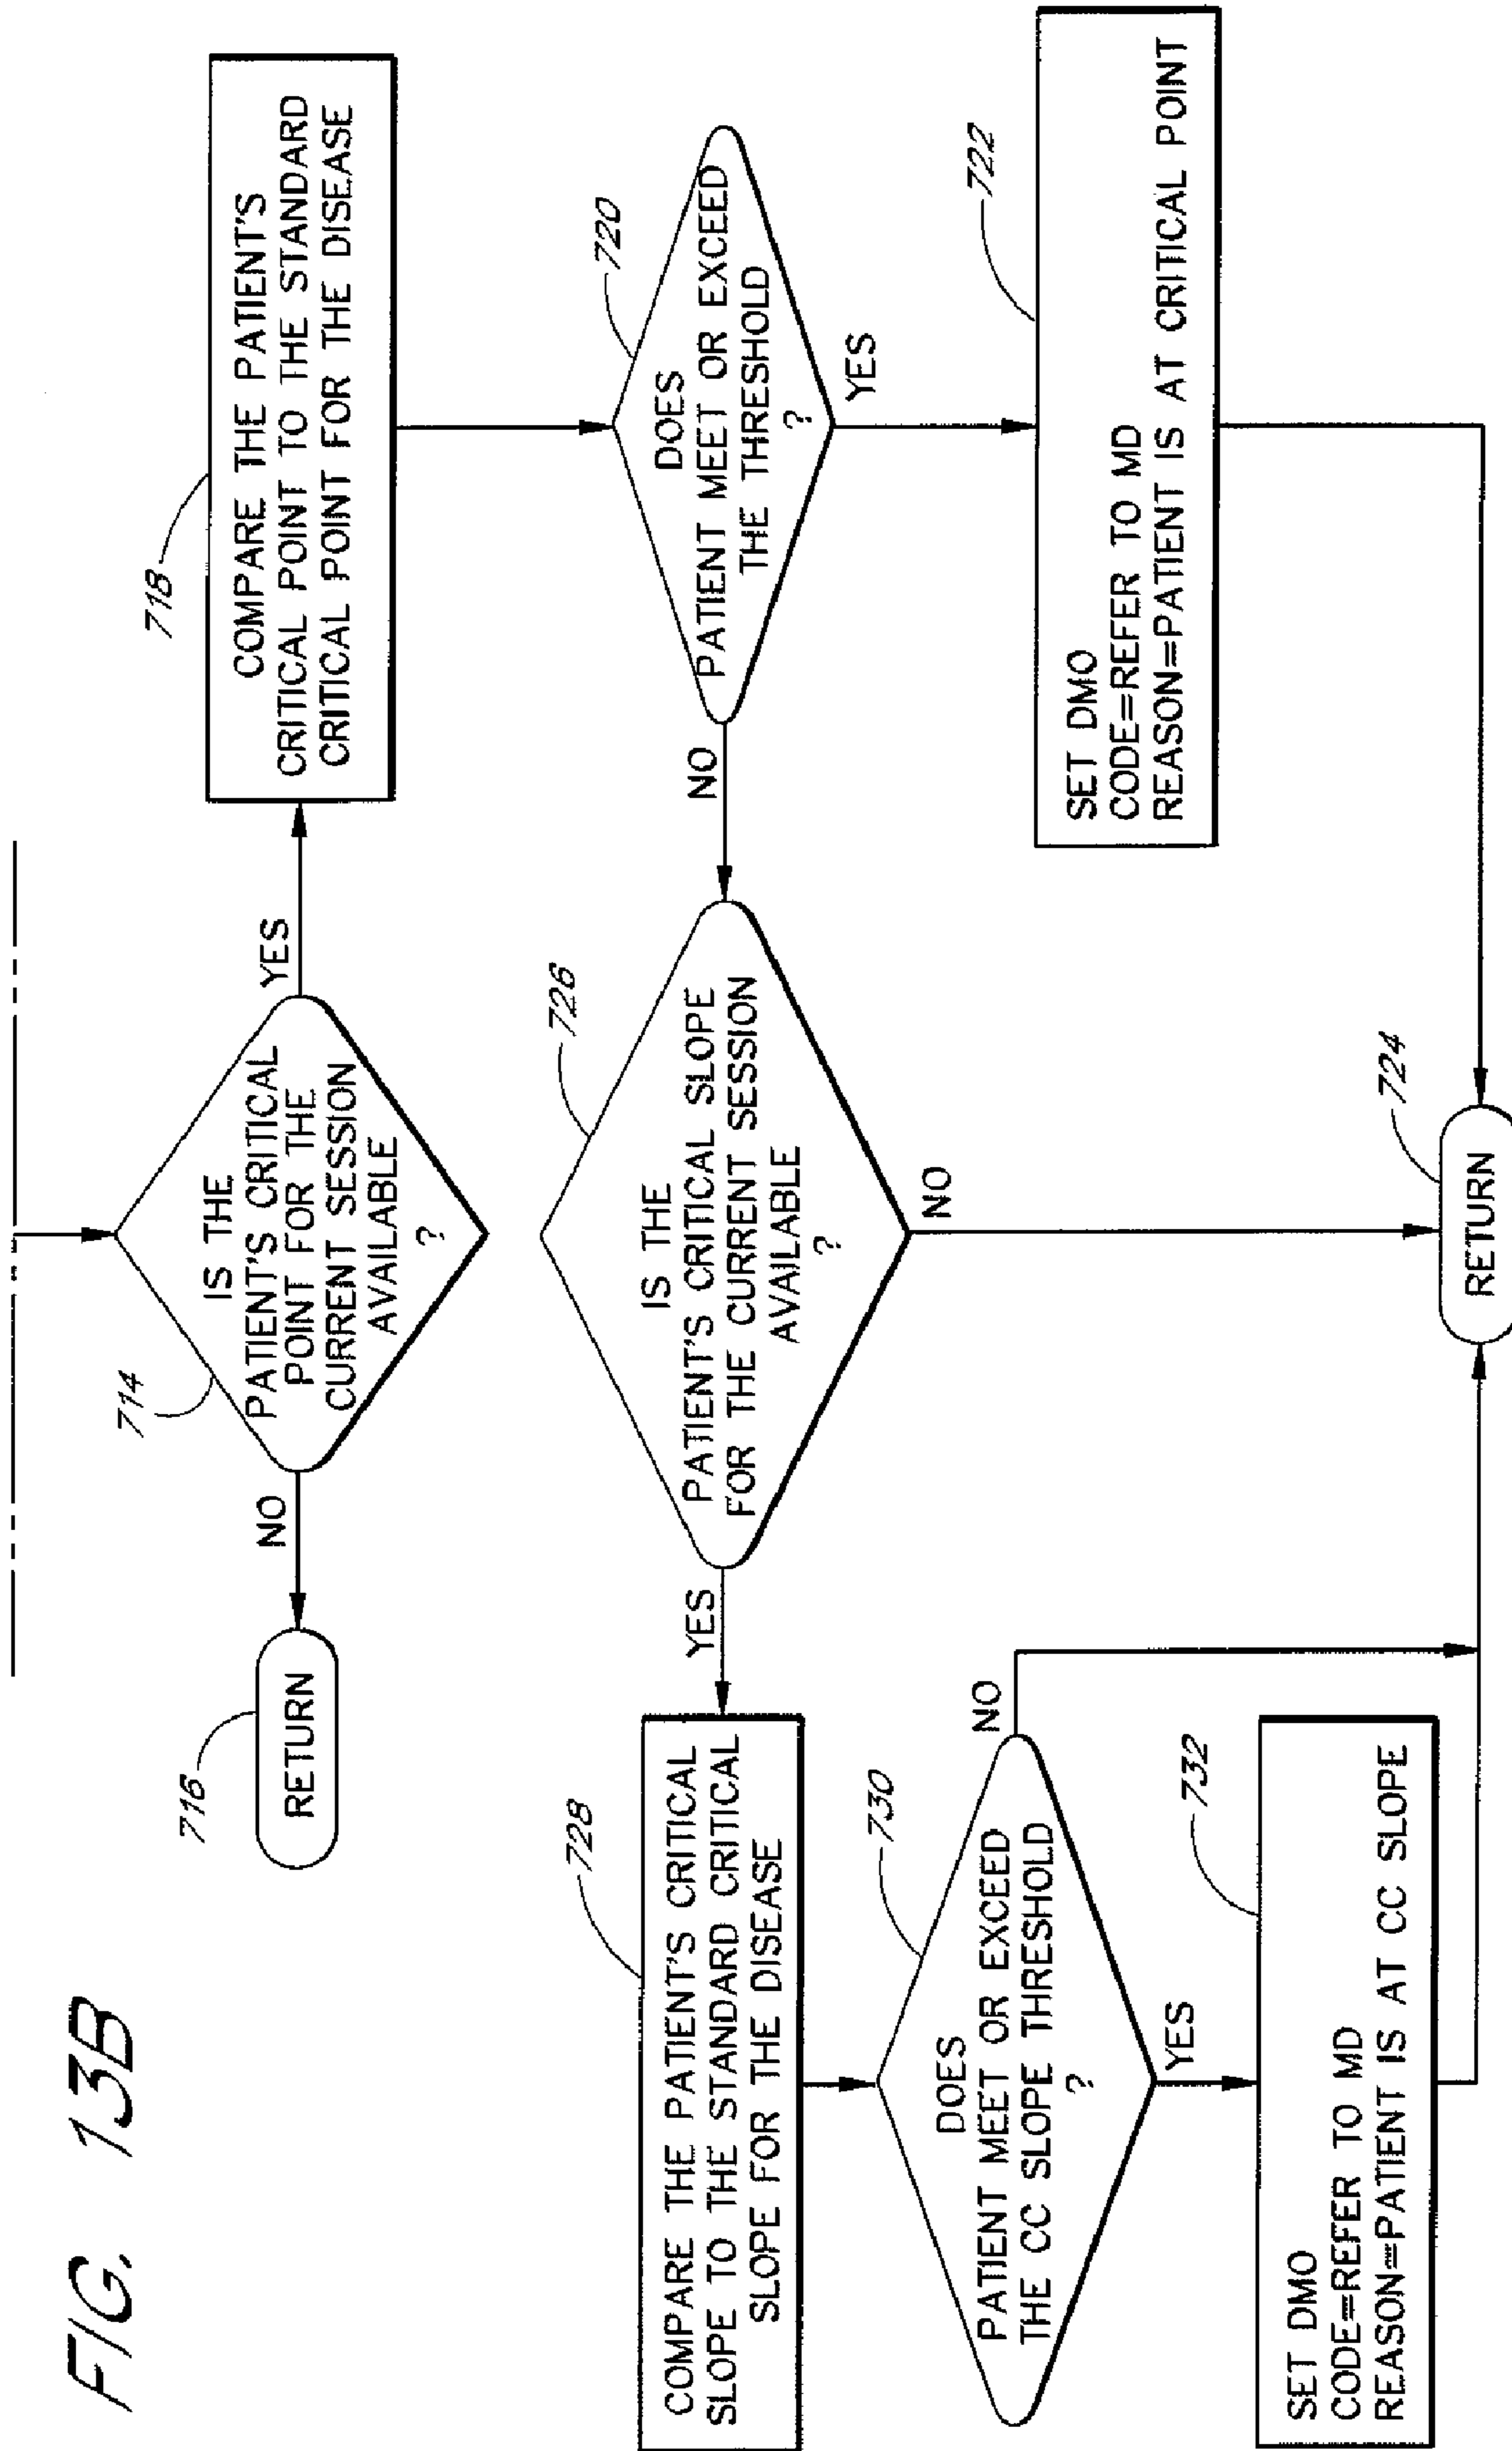 FIG. 13B
714
IS THE
PATIENT'S CRITICAL
POINT FOR THE
CURRENT SESSION
AVAILABLE
?
NO
716
RETURN
YES
718
COMPARE THE PATIENT'S
CRITICAL POINT TO THE STANDARD
CRITICAL POINT FOR THE DISEASE
720
DOES
PATIENT MEET OR EXCEED
THE THRESHOLD
?
YES
722
SET DMO
CODE=REFER TO MD
REASON=PATIENT IS AT CRITICAL POINT
NO
726
IS THE
PATIENT'S CRITICAL SLOPE
FOR THE CURRENT SESSION
AVAILABLE
?
NO
724
RETURN
YES
728
COMPARE THE PATIENT'S CRITICAL
SLOPE TO THE STANDARD CRITICAL
SLOPE FOR THE DISEASE
730
DOES
PATIENT MEET OR EXCEED
THE CC SLOPE THRESHOLD
?
NO
YES
732
SET DMO
CODE=REFER TO MD
REASON=PATIENT IS AT CC SLOPE